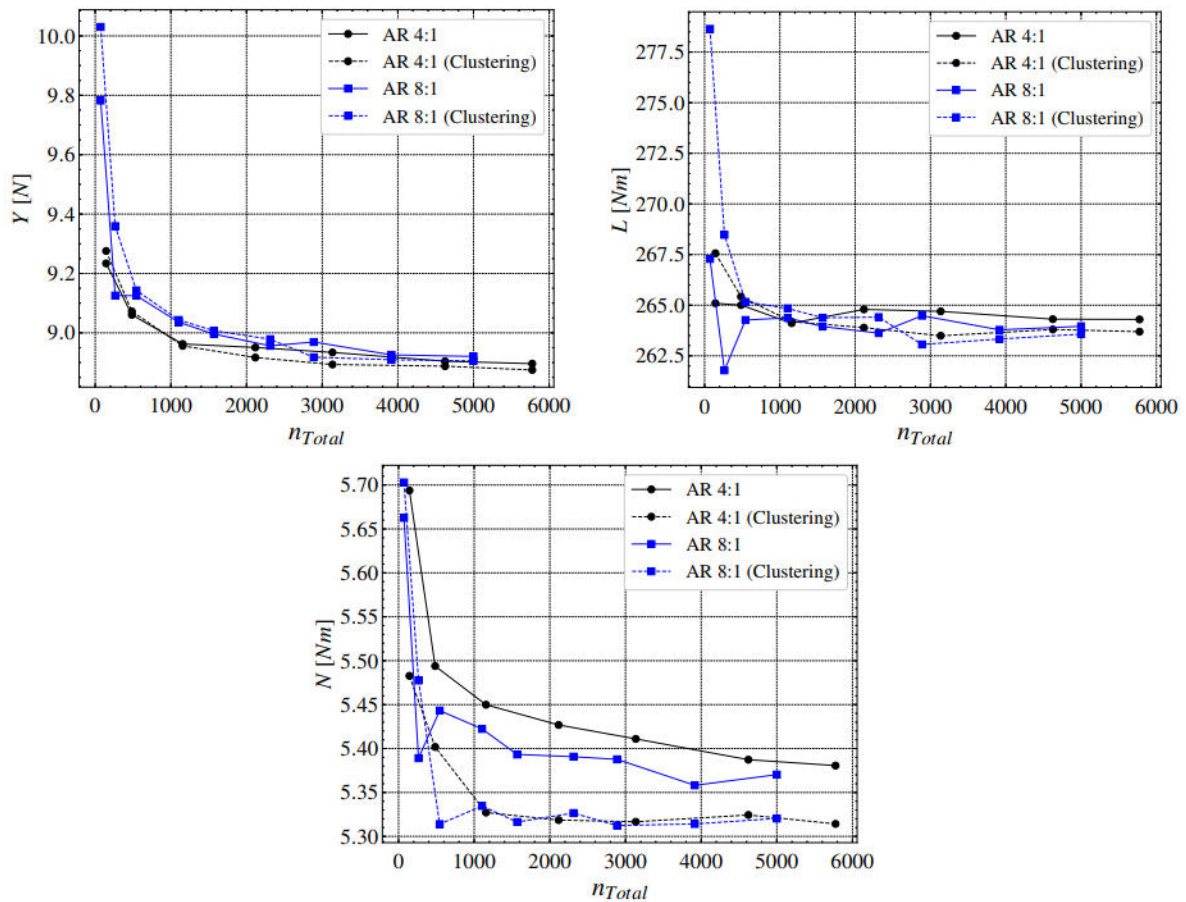 10.0
9.8
9.6
9.4
9.2
9.0
Y [N]
0 1000 2000 3000 4000 5000 6000
n_Total
AR 4:1
AR 4:1 (Clustering)
AR 8:1
AR 8:1 (Clustering)
277.5
275.0
272.5
270.0
267.5
265.0
262.5
L [Nm]
0 1000 2000 3000 4000 5000 6000
n_Total
AR 4:1
AR 4:1 (Clustering)
AR 8:1
AR 8:1 (Clustering)
5.70
5.65
5.60
5.55
5.50
5.45
5.40
5.35
5.30
N [Nm]
0 1000 2000 3000 4000 5000 6000
n_Total
AR 4:1
AR 4:1 (Clustering)
AR 8:1
AR 8:1 (Clustering)